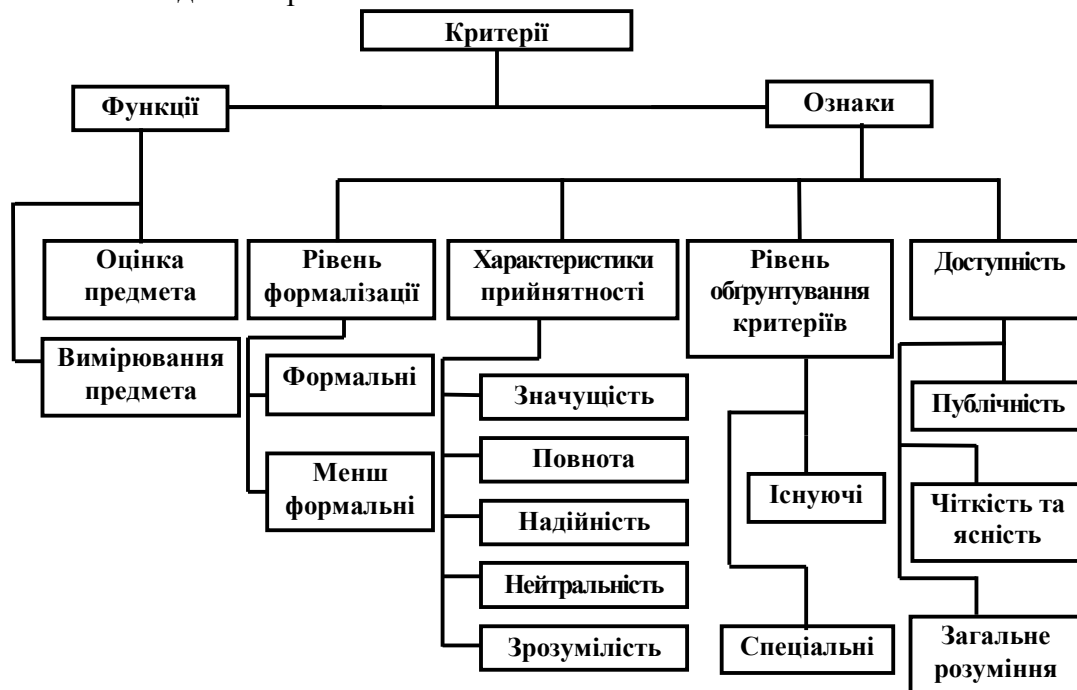 Критерії
Функції
Ознаки
Оцінка
предмета
Рівень
формалізації
Характеристики
прийнятності
Рівень
обґрунтування
критеріїв
Доступність
Вимірювання
предмета
Формальні
Менш
формальні
Значущість
Повнота
Надійність
Нейтральність
Зрозумілість
Існуючі
Спеціальні
Публічність
Чіткість та
ясність
Загальне
розуміння